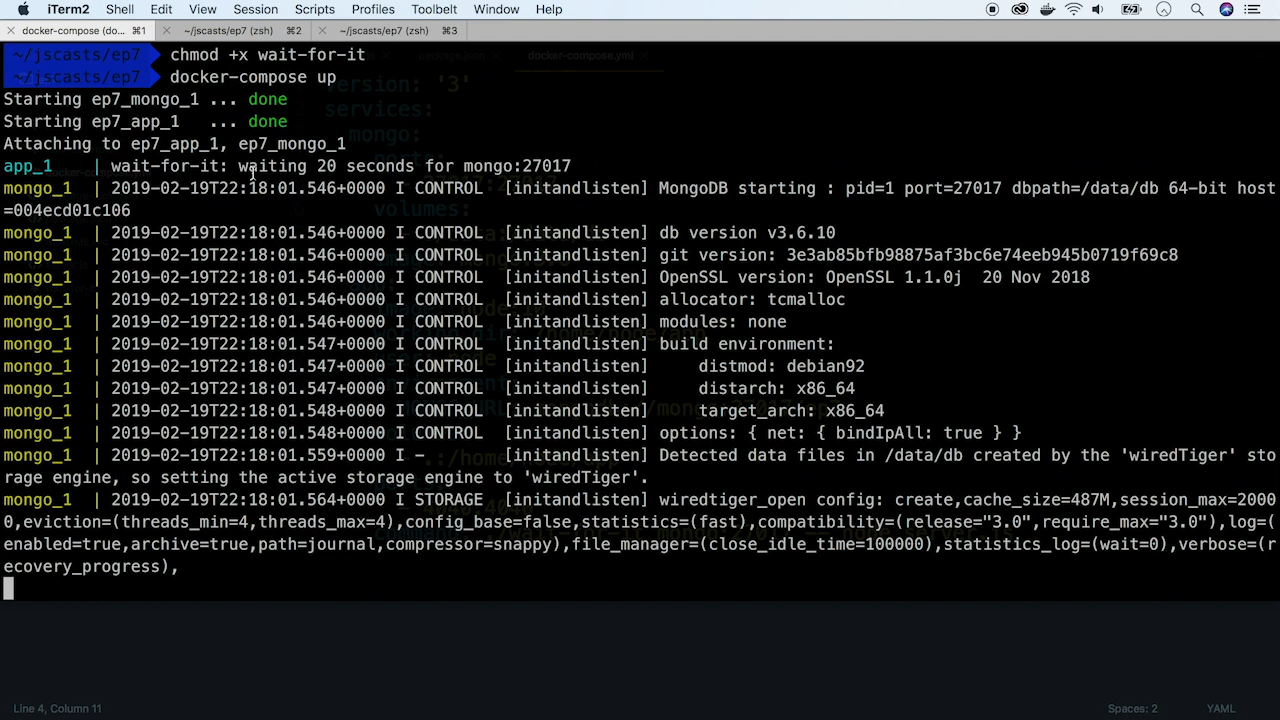 iTerm2 Shell Edit View Session Scripts Profiles Toolbelt Window Help
docker-compose (do... ⌘1 ~/jscasts/ep7 (zsh) ⌘2 ~/jscasts/ep7 (zsh) ⌘3
~/jscasts/ep7 chmod +x wait-for-it
package.json docker-compose.yml
~/jscasts/ep7 docker-compose up
version: '3'
Starting ep7_mongo_1 ... done
services:
Starting ep7_app_1 ... done
mongo:
Attaching to ep7_app_1, ep7_mongo_1
app_1 | wait-for-it: waiting 20 seconds for mongo:27017
mongo_1 | 2019-02-19T22:18:01.546+0000 I CONTROL [initandlisten] MongoDB starting : pid=1 port=27017 dbpath=/data/db 64-bit host
=004ecd01c106
volumes:
mongo_1 | 2019-02-19T22:18:01.546+0000 I CONTROL [initandlisten] db version v3.6.10
mongo_1 | 2019-02-19T22:18:01.546+0000 I CONTROL [initandlisten] git version: 3e3ab85bfb98875af3bc6e74eeb945b0719f69c8
mongo_1 | 2019-02-19T22:18:01.546+0000 I CONTROL [initandlisten] OpenSSL version: OpenSSL 1.1.0j 20 Nov 2018
mongo_1 | 2019-02-19T22:18:01.546+0000 I CONTROL [initandlisten] allocator: tcmalloc
mongo_1 | 2019-02-19T22:18:01.546+0000 I CONTROL [initandlisten] modules: none
mongo_1 | 2019-02-19T22:18:01.547+0000 I CONTROL [initandlisten] build environment:
mongo_1 | 2019-02-19T22:18:01.547+0000 I CONTROL [initandlisten] distmod: debian92
mongo_1 | 2019-02-19T22:18:01.547+0000 I CONTROL [initandlisten] distarch: x86_64
mongo_1 | 2019-02-19T22:18:01.548+0000 I CONTROL [initandlisten] target_arch: x86_64
mongo_1 | 2019-02-19T22:18:01.548+0000 I CONTROL [initandlisten] options: { net: { bindIpAll: true } }
mongo_1 | 2019-02-19T22:18:01.559+0000 I - [initandlisten] Detected data files in /data/db created by the 'wiredTiger' sto
rage engine, so setting the active storage engine to 'wiredTiger'.
mongo_1 | 2019-02-19T22:18:01.564+0000 I STORAGE [initandlisten] wiredtiger_open config: create,cache_size=487M,session_max=2000
0,eviction=(threads_min=4,threads_max=4),config_base=false,statistics=(fast),compatibility=(release="3.0",require_max="3.0"),log=(
enabled=true,archive=true,path=journal,compressor=snappy),file_manager=(close_idle_time=100000),statistics_log=(wait=0),verbose=(r
ecovery_progress),
Line 4, Column 11 Spaces: 2 YAML